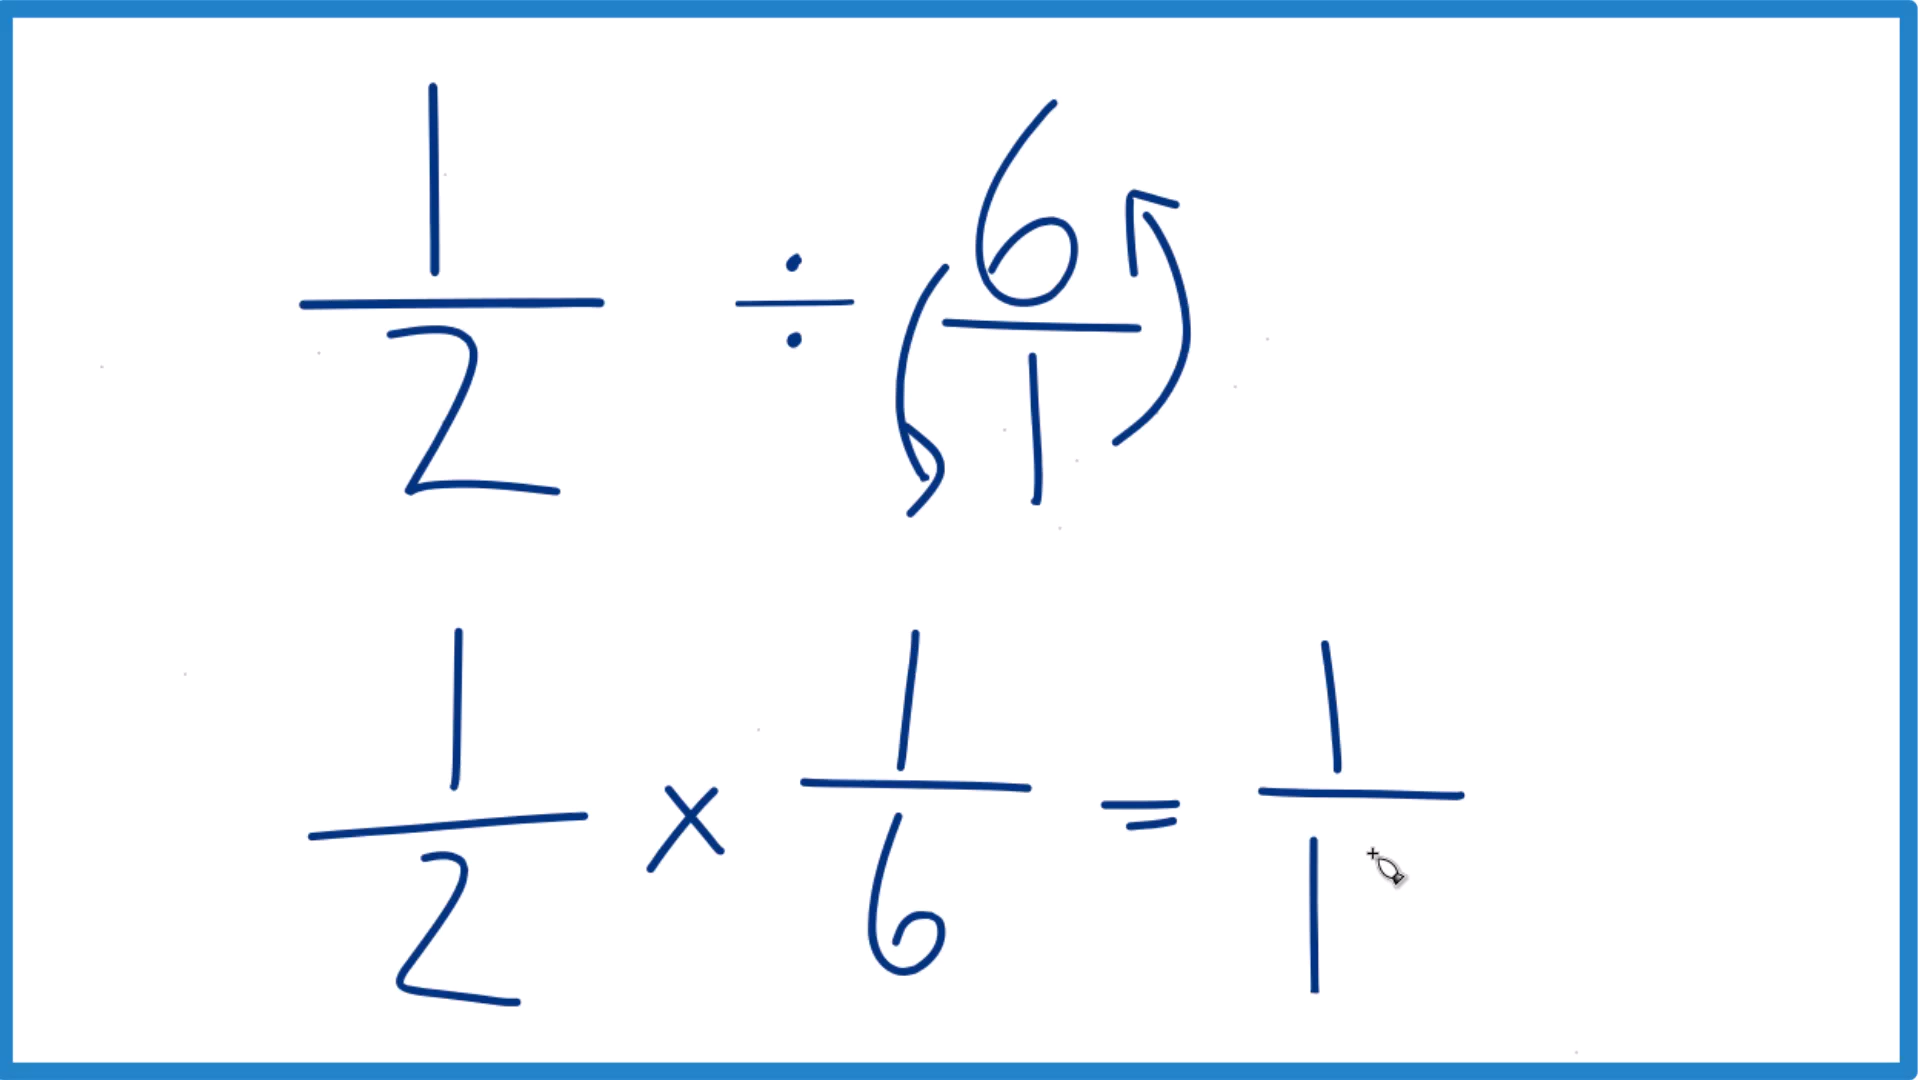 1/2 ÷ 6/1
1/2 × 1/6 = 1/1